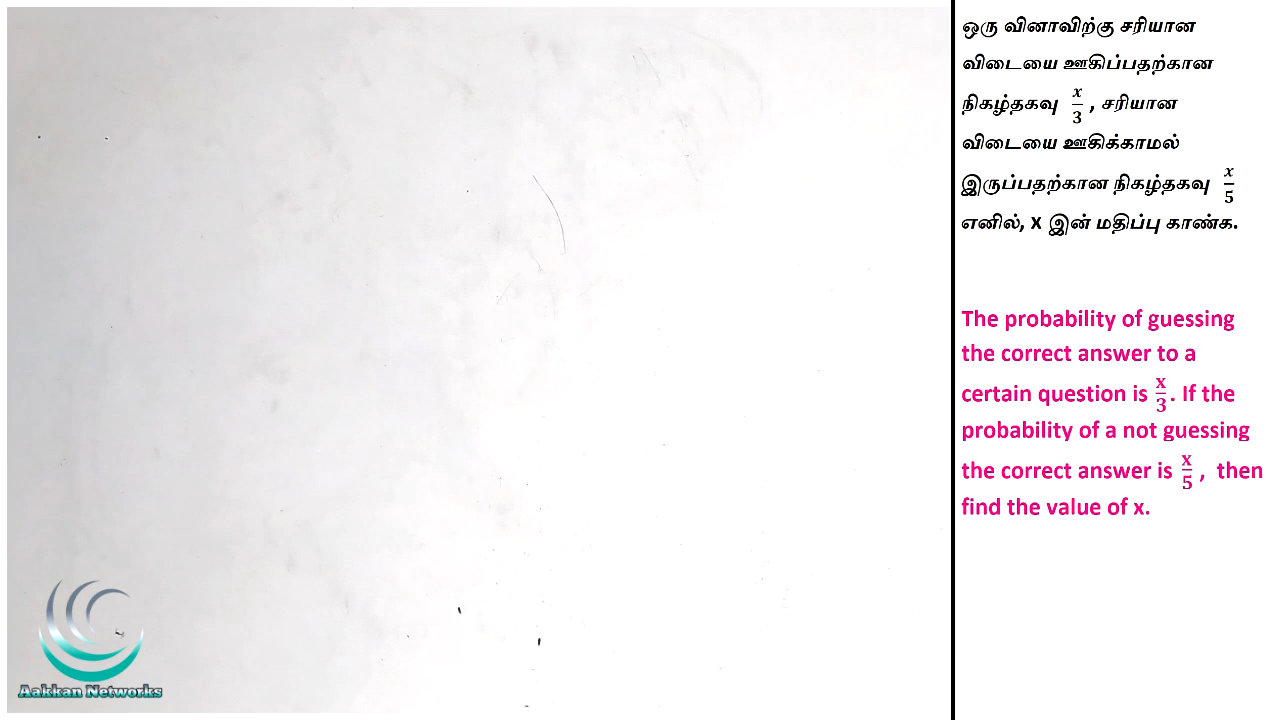 ஒரு வினாவிற்கு சரியான
விடையை ஊகிப்பதற்கான
நிகழ்தகவு x/3 , சரியான
விடையை ஊகிக்காமல்
இருப்பதற்கான நிகழ்தகவு x/5
எனில், X இன் மதிப்பு காண்க.
The probability of guessing
the correct answer to a
certain question is x/3. If the
probability of a not guessing
the correct answer is x/5 , then
find the value of x.
Aakkan Networks